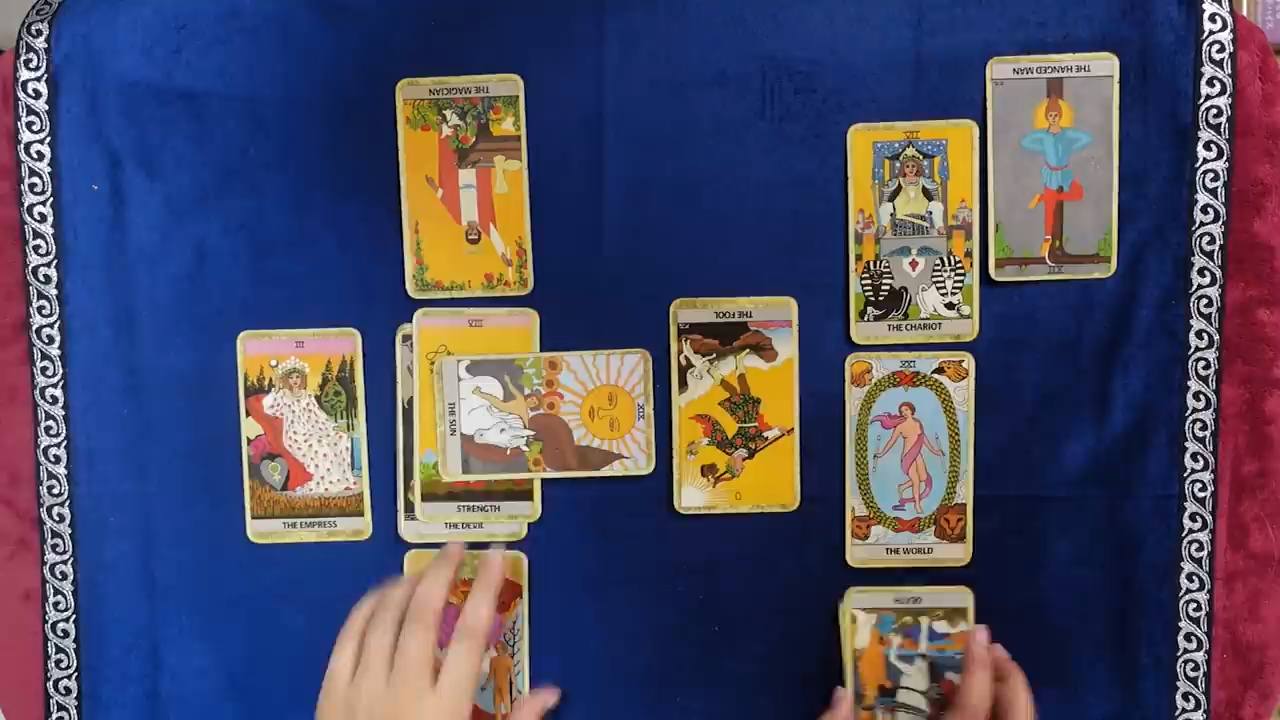 THE HANGED MAN
XII
THE MAGICIAN
I
VII
THE CHARIOT
THE FOOL
0
III
THE EMPRESS
VIII
STRENGTH
THE DEVIL
THE SUN
XIX
XXI
THE WORLD
DEATH